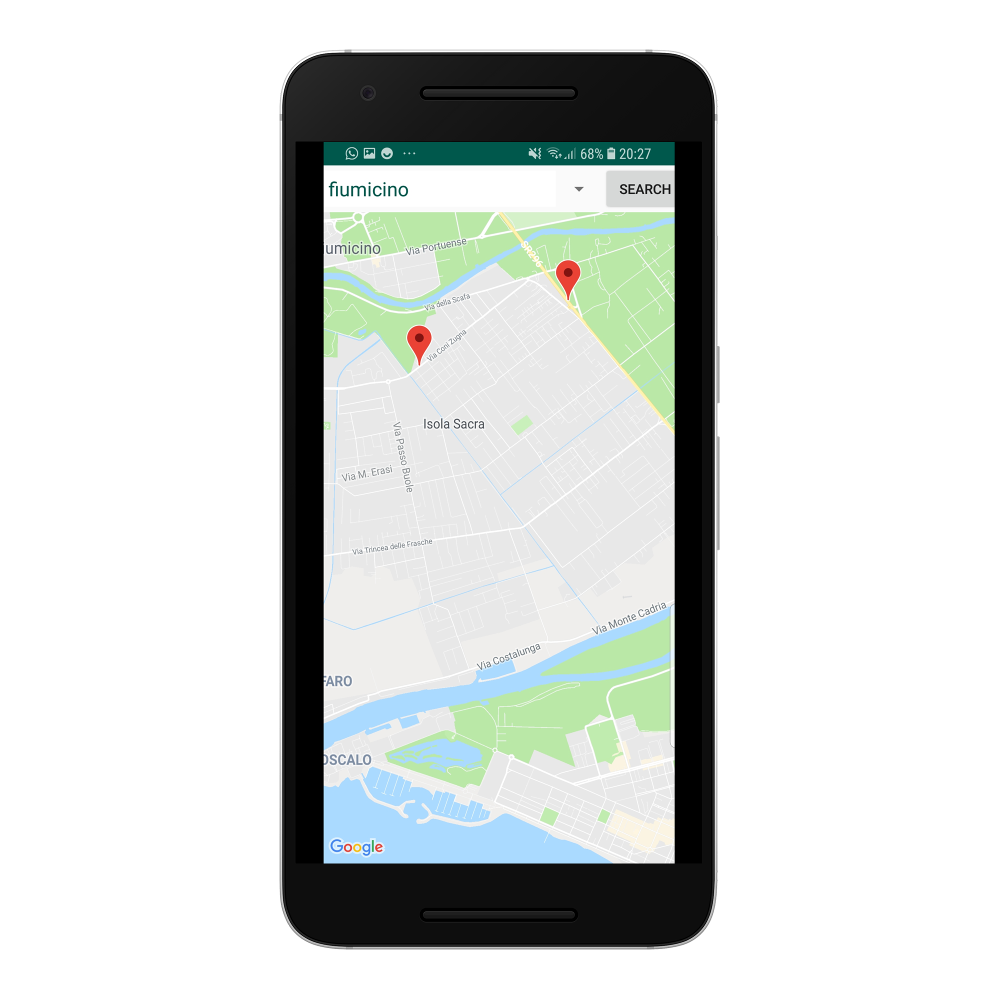 68% 20:27
fiumicino SEARCH
iumicino
Via Portuense
SR296
Via della Scafa
Via Coni Zugna
Isola Sacra
Via Passo Buole
Via M. Erasi
Via Trincea delle Frasche
Via Monte Cadria
Via Costalunga
FARO
OSCALO
Google